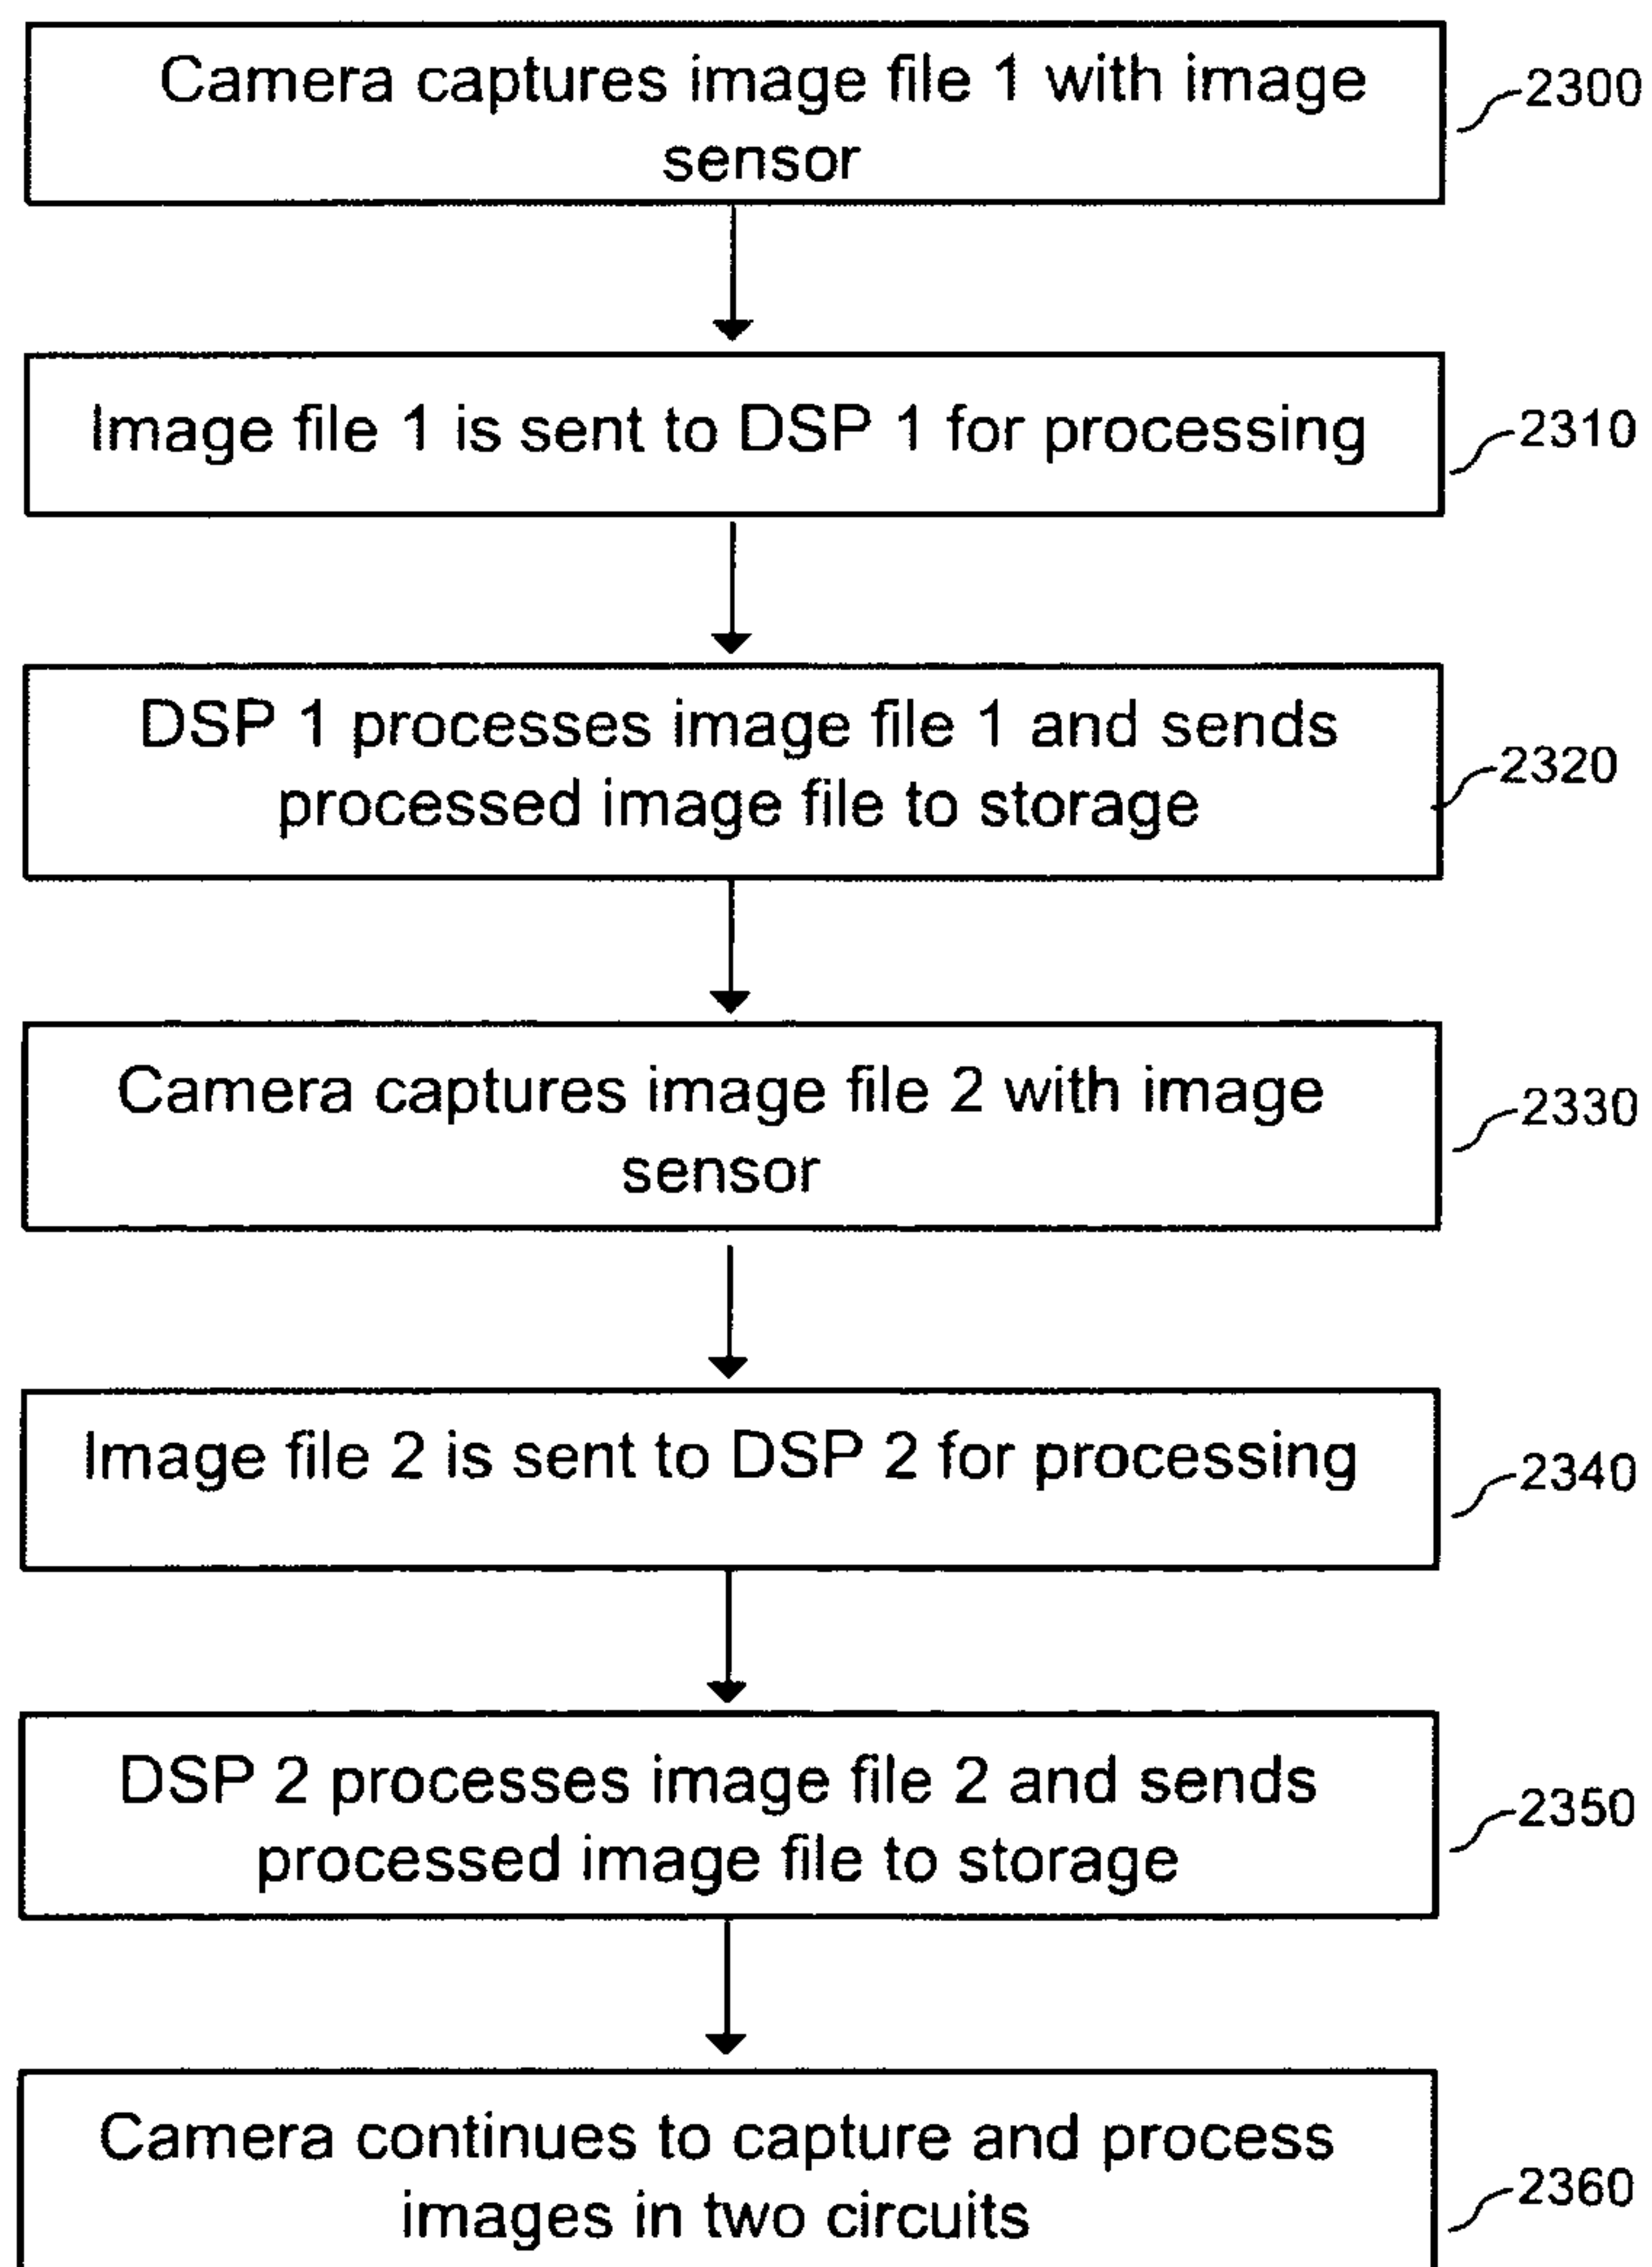 Camera captures image file 1 with image
sensor
2300
Image file 1 is sent to DSP 1 for processing
2310
DSP 1 processes image file 1 and sends
processed image file to storage
2320
Camera captures image file 2 with image
sensor
2330
Image file 2 is sent to DSP 2 for processing
2340
DSP 2 processes image file 2 and sends
processed image file to storage
2350
Camera continues to capture and process
images in two circuits
2360